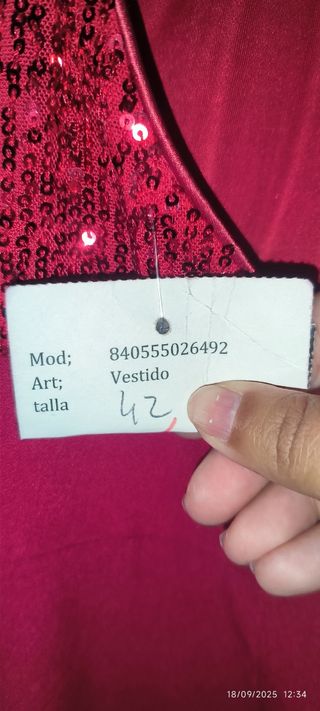 Mod; 840555026492
Art; Vestido
talla 42
18/09/2025 12:34